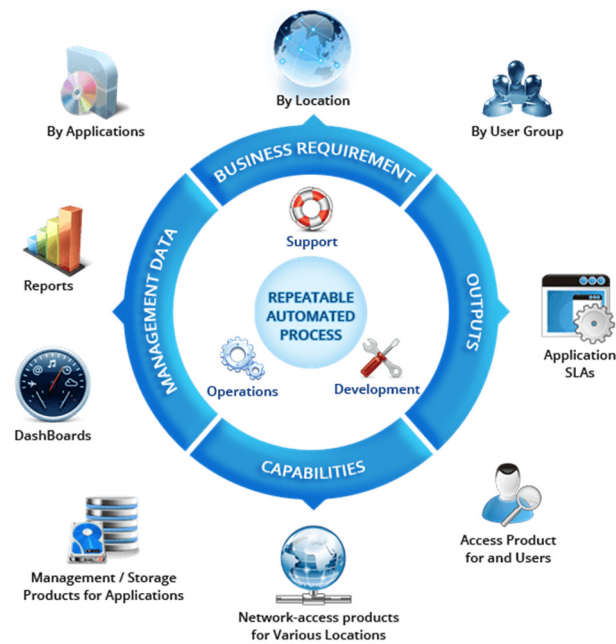 By Location
By Applications
By User Group
BUSINESS REQUIREMENT
Support
MANAGEMENT DATA
OUTPUTS
REPEATABLE
AUTOMATED
PROCESS
Reports
Application
SLAs
Operations
Development
DashBoards
CAPABILITIES
Access Product
for and Users
Management / Storage
Products for Applications
Network-access products
for Various Locations